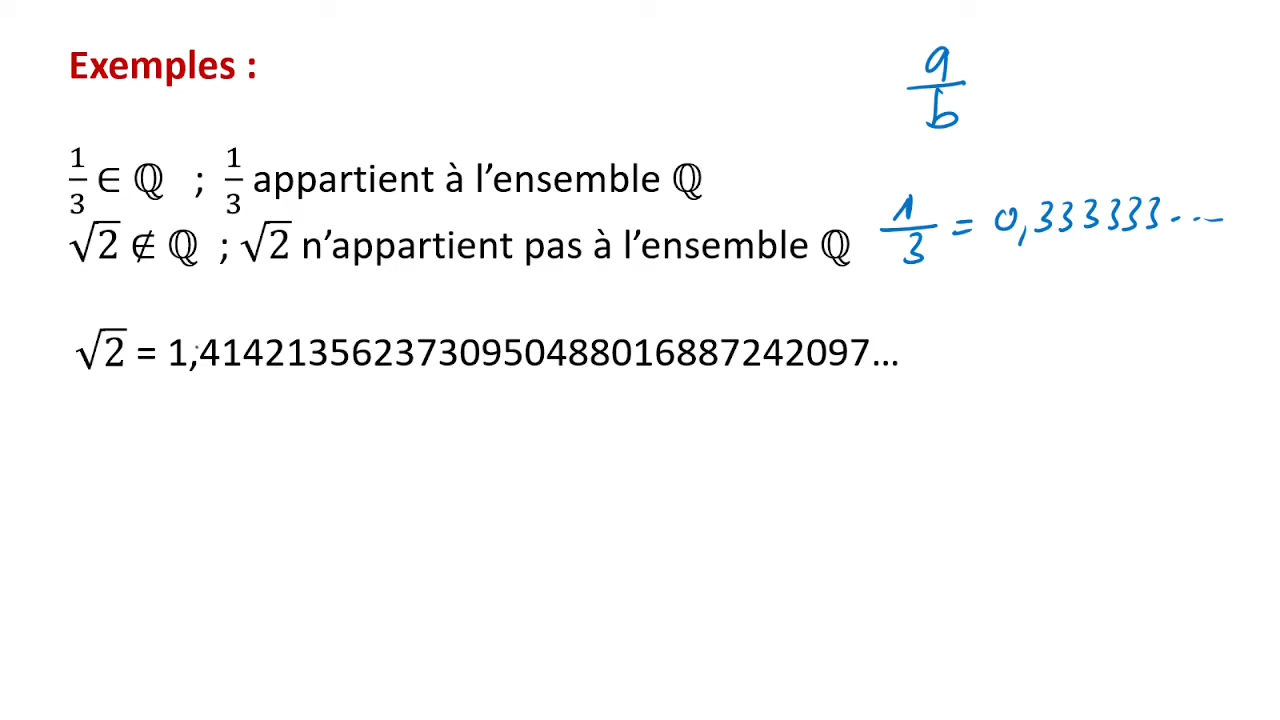 Exemples :
a/b
1/3 ∈ ℚ ; 1/3 appartient à l’ensemble ℚ
√2 ∉ ℚ ; √2 n’appartient pas à l’ensemble ℚ
1/3 = 0,333333...
√2 = 1,4142135623730950488016887242097...